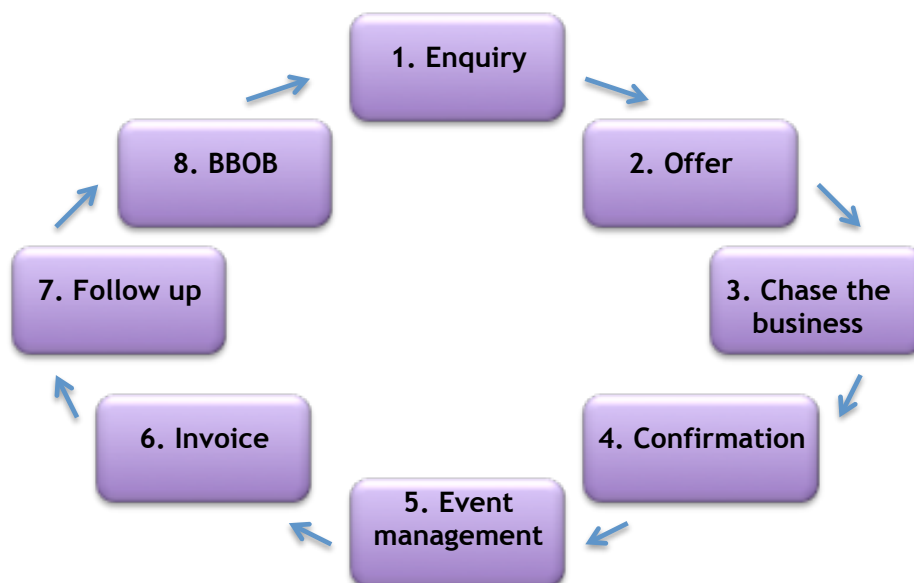 1. Enquiry
2. Offer
3. Chase the
business
4. Confirmation
5. Event
management
6. Invoice
7. Follow up
8. BBOB